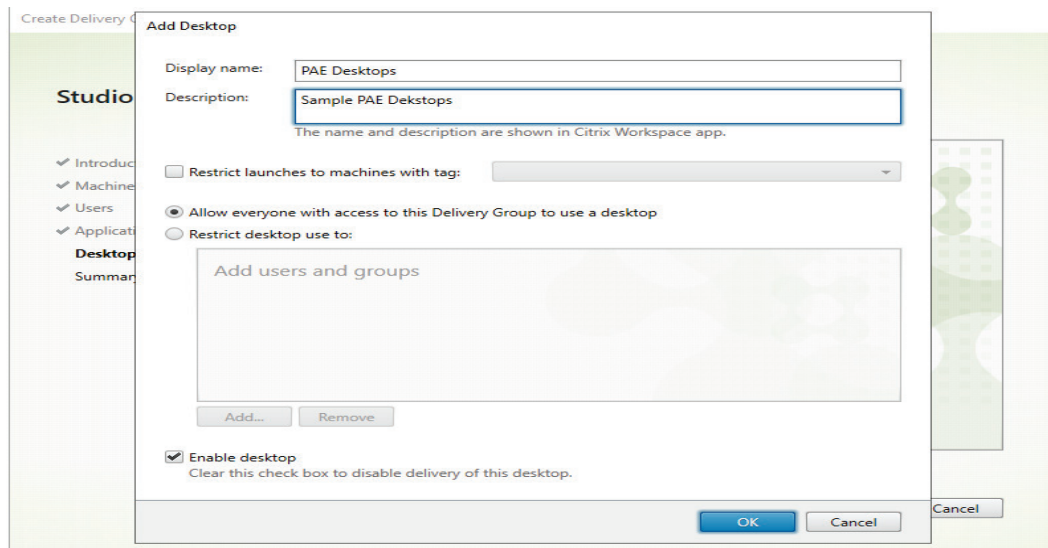 Create Delivery
Add Desktop
Display name: PAE Desktops
Studio
Description: Sample PAE Dekstops
The name and description are shown in Citrix Workspace app.
Introduc
Restrict launches to machines with tag:
Machine
Users
Allow everyone with access to this Delivery Group to use a desktop
Applicati
Restrict desktop use to:
Desktop
Summar
Add users and groups
Add... Remove
Enable desktop
Clear this check box to disable delivery of this desktop.
OK Cancel
Cancel